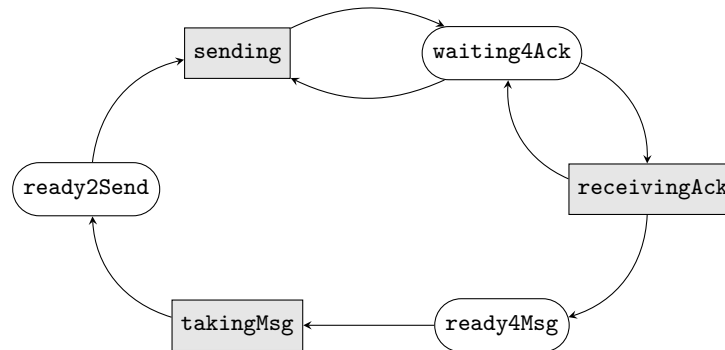 sending
waiting4Ack
ready2Send
receivingAck
takingMsg
ready4Msg